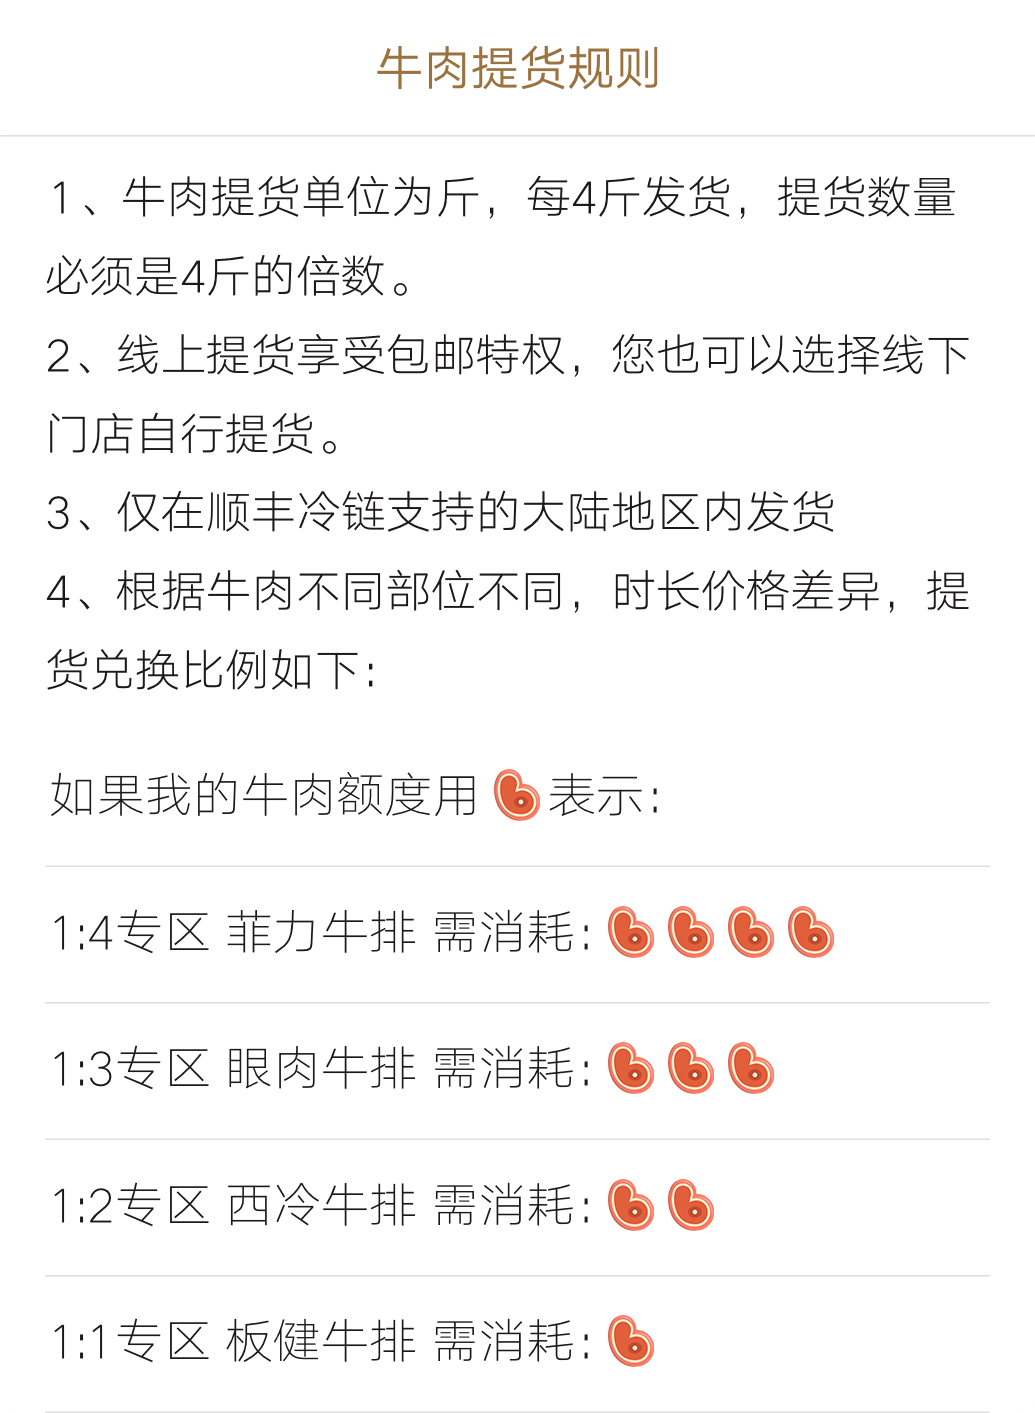 牛肉提货规则
1、牛肉提货单位为斤，每4斤发货，提货数量
必须是4斤的倍数。
2、线上提货享受包邮特权，您也可以选择线下
门店自行提货。
3、仅在顺丰冷链支持的大陆地区内发货
4、根据牛肉不同部位不同，时长价格差异，提
货兑换比例如下：
如果我的牛肉额度用🥩表示：
1:4专区 菲力牛排 需消耗：🥩🥩🥩🥩
1:3专区 眼肉牛排 需消耗：🥩🥩🥩
1:2专区 西冷牛排 需消耗：🥩🥩
1:1专区 板健牛排 需消耗：🥩